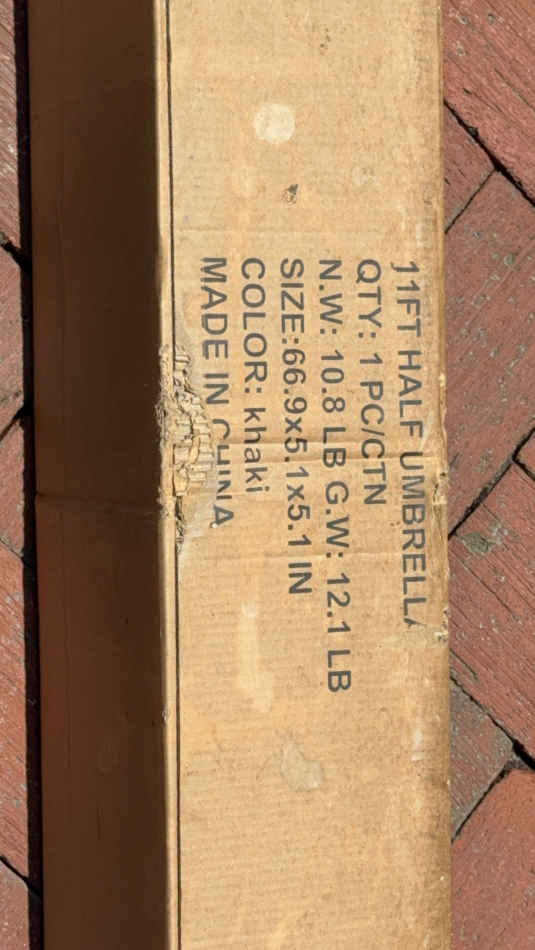 11FT HALF UMBRELLA
QTY: 1 PC/CTN
N.W: 10.8 LB G.W: 12.1 LB
SIZE:66.9x5.1x5.1 IN
COLOR: khaki
MADE IN CHINA